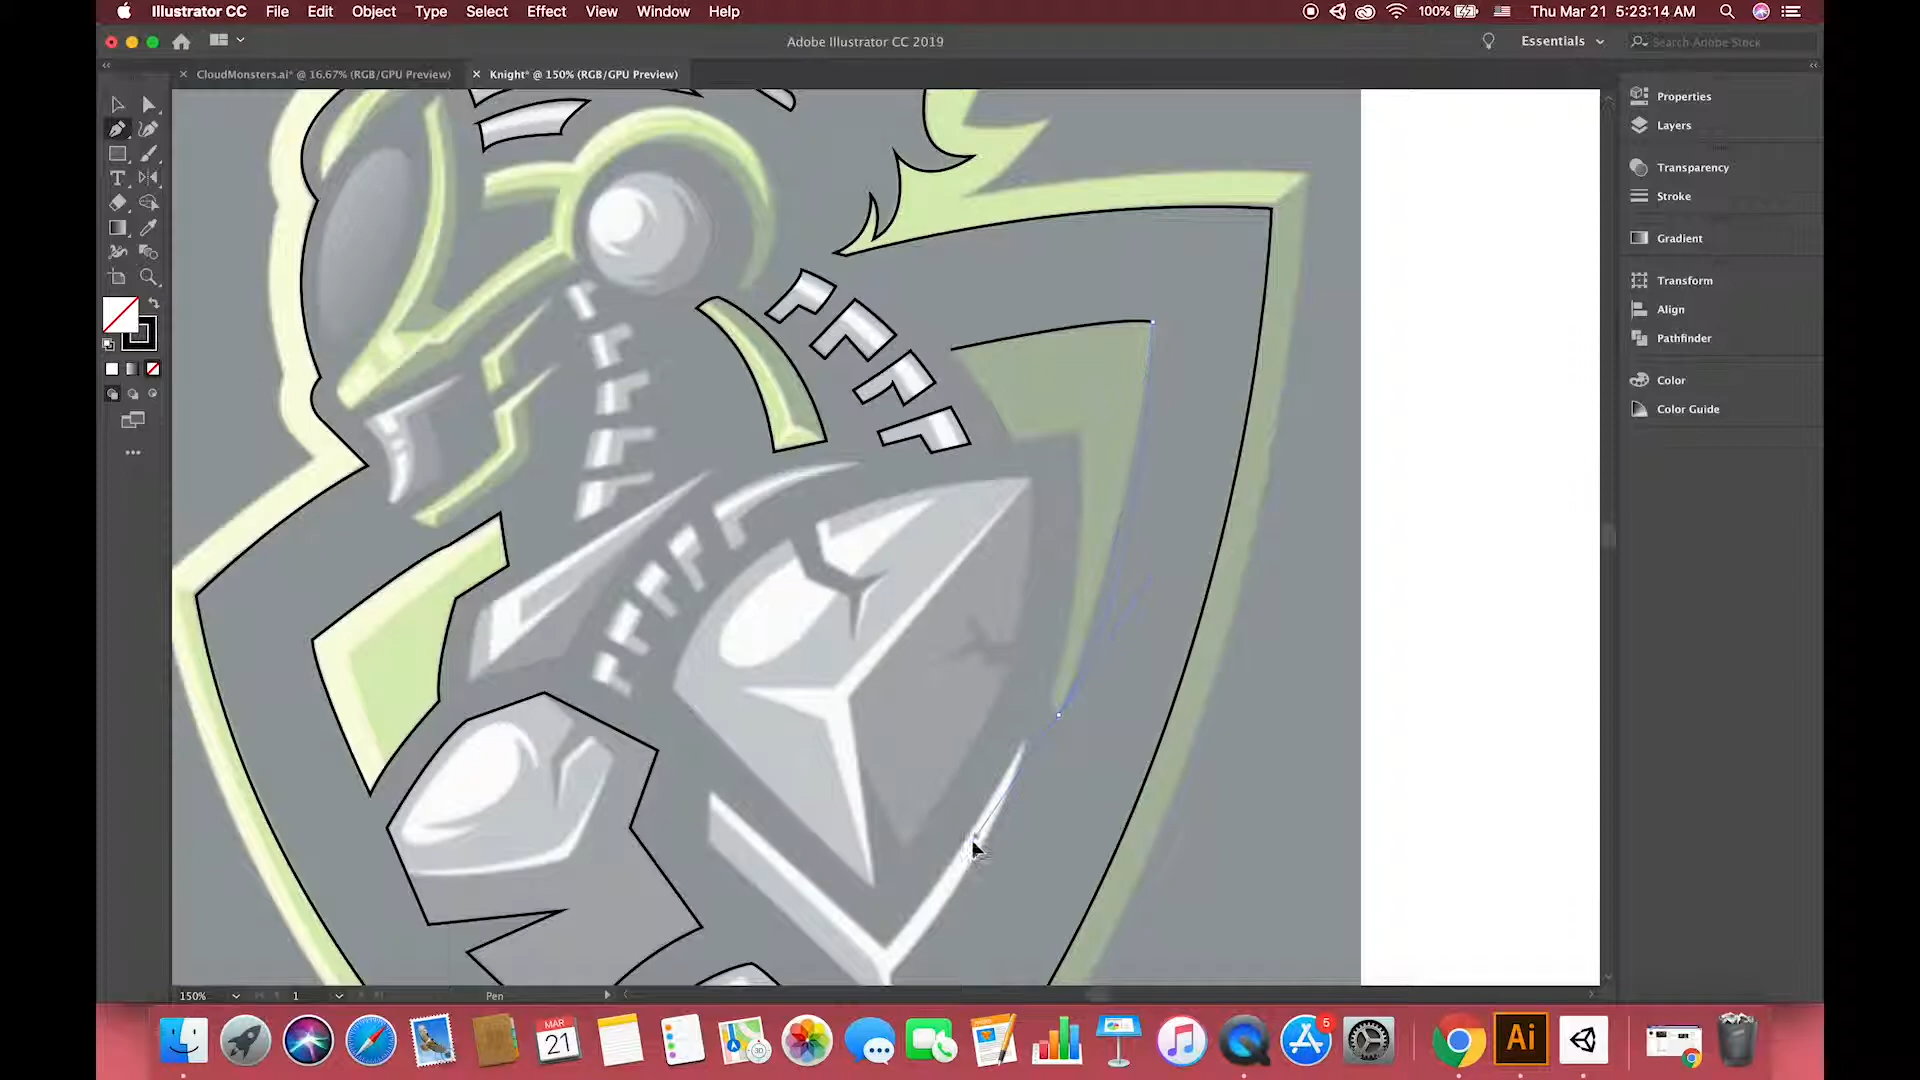 Illustrator CC File Edit Object Type Select Effect View Window Help 100% Thu Mar 21 5:23:14 AM
Adobe Illustrator CC 2019 Essentials Search Adobe Stock
CloudMonsters.ai* @ 16.67% (RGB/GPU Preview) Knight* @ 150% (RGB/GPU Preview)
Properties
Layers
Transparency
Stroke
Gradient
Transform
Align
Pathfinder
Color
Color Guide
150% 1 Pen
MAR
21
5
Ai